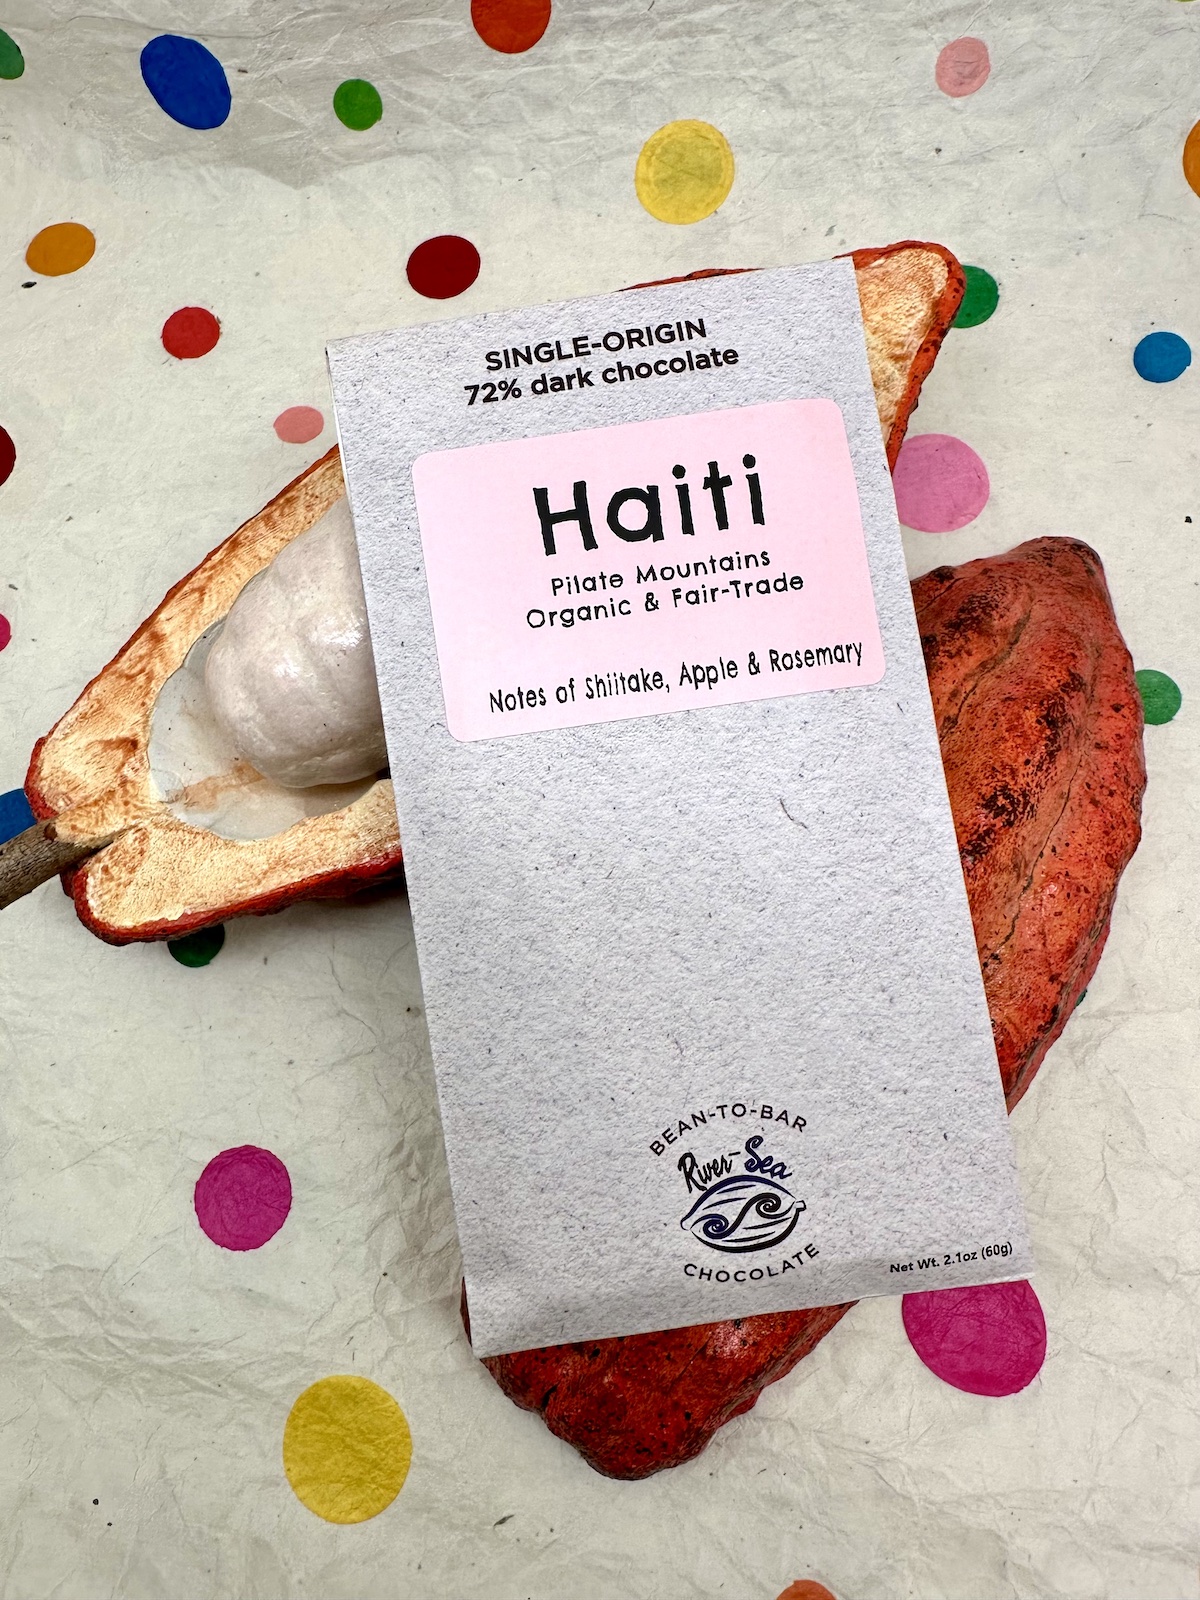 SINGLE-ORIGIN
72% dark chocolate
Haiti
Pilate Mountains
Organic & Fair-Trade
Notes of Shiitake, Apple & Rosemary
BEAN-TO-BAR
River-Sea
CHOCOLATE
Net Wt. 2.1oz (60g)